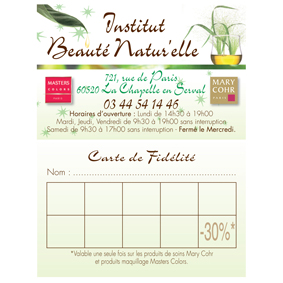 Institut
Beauté Natur'elle
721, rue de Paris
60520 La Chapelle en Serval
03 44 54 14 46
MASTERS
COLORS
PARIS
MARY
COHR
PARIS
Horaires d'ouverture : Lundi de 14h30 à 19h00
Mardi, Jeudi, Vendredi de 9h30 à 19h00 sans interruption
Samedi de 9h30 à 17h00 sans interruption - Fermé le Mercredi.
Carte de Fidélité
Nom :
-30%*
*Valable une seule fois sur les produits de soins Mary Cohr
et produits maquillage Masters Colors.